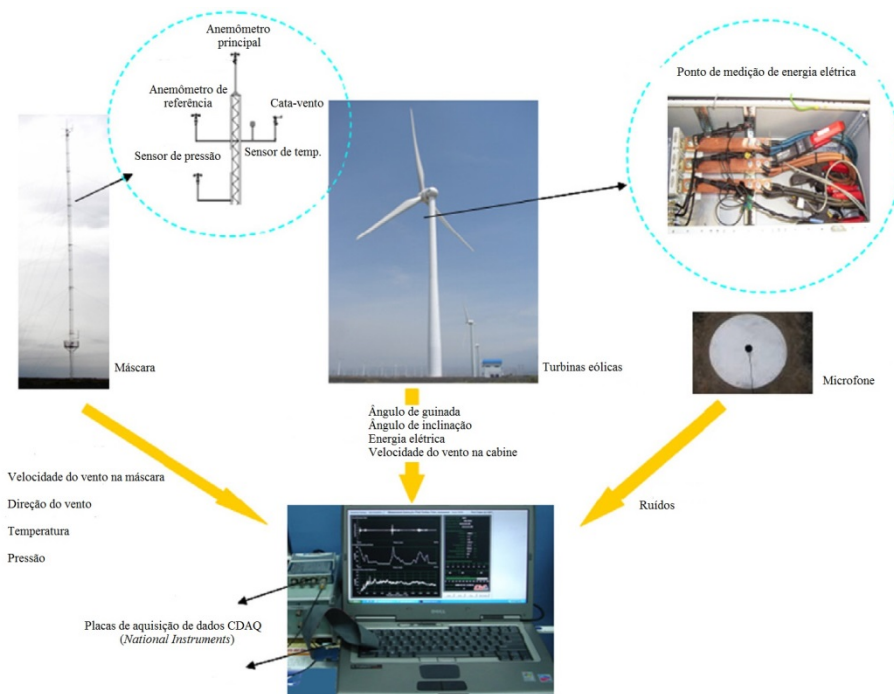 Anemômetro
principal
Anemômetro de
referência
Cata-vento
Sensor de pressão
Sensor de temp.
Ponto de medição de energia elétrica
Máscara
Turbinas eólicas
Microfone
Ângulo de guinada
Ângulo de inclinação
Energia elétrica
Velocidade do vento na cabine
Velocidade do vento na máscara
Direção do vento
Temperatura
Pressão
Ruídos
Placas de aquisição de dados CDAQ
(National Instruments)
DELL